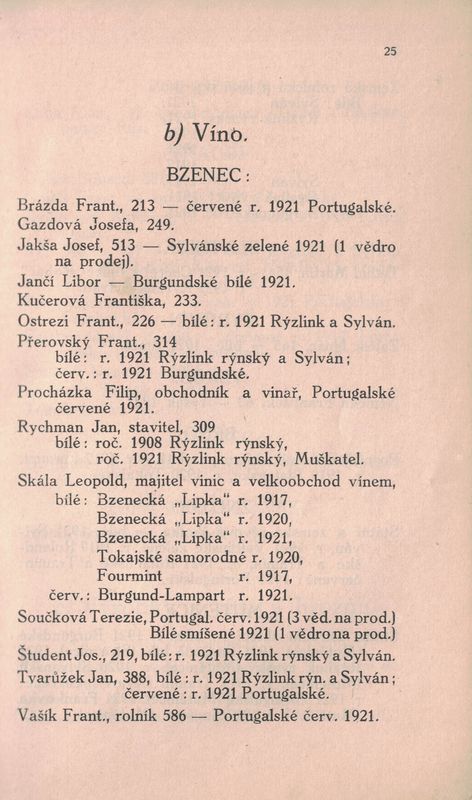 25
b) Víno.
BZENEC:
Brázda Frant., 213 — červené r. 1921 Portugalské.
Gazdová Josefa, 249.
Jakša Josef, 513 — Sylvánské zelené 1921 (1 vědro
na prodej).
Jančí Libor — Burgundské bílé 1921.
Kučerová Františka, 233.
Ostrezi Frant., 226 — bílé: r. 1921 Rýzlink a Sylván.
Přerovský Frant., 314
bílé: r. 1921 Rýzlink rýnský a Sylván;
červ.: r. 1921 Burgundské.
Procházka Filip, obchodník a vinař, Portugalské
červené 1921.
Rychman Jan, stavitel, 309
bílé: roč. 1908 Rýzlink rýnský,
roč. 1921 Rýzlink rýnský, Muškatel.
Skála Leopold, majitel vinic a velkoobchod vínem,
bílé: Bzenecká „Lipka" r. 1917,
Bzenecká „Lipka" r. 1920,
Bzenecká „Lipka" r. 1921,
Tokajské samorodné r. 1920,
Fourmint r. 1917,
červ.: Burgund-Lampart r. 1921.
Součková Terezie, Portugal. červ. 1921 (3 věd. na prod.)
Bílé smíšené 1921 (1 vědro na prod.)
Študent Jos., 219, bílé: r. 1921 Rýzlink rýnský a Sylván.
Tvarůžek Jan, 388, bílé: r. 1921 Rýzlink rýn. a Sylván;
červené: r. 1921 Portugalské.
Vašík Frant., rolník 586 — Portugalské červ. 1921.